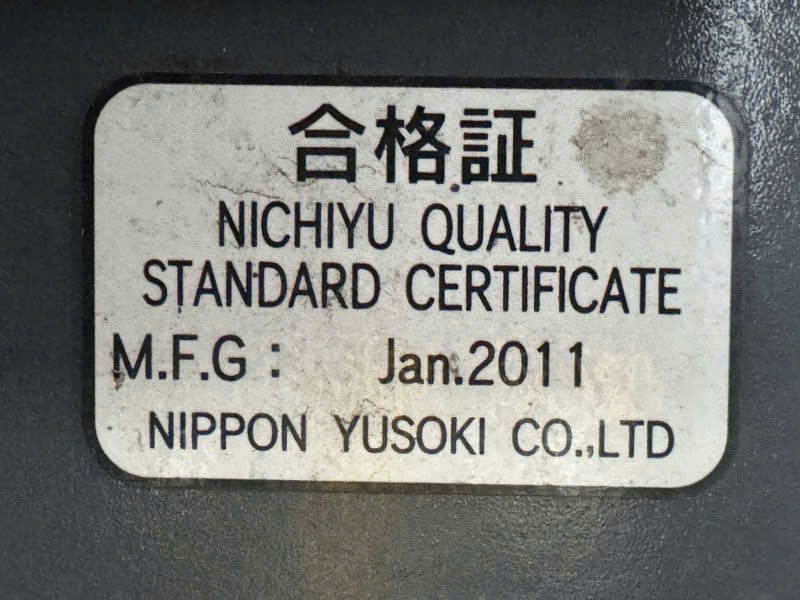 合格証
NICHIYU QUALITY
STANDARD CERTIFICATE
M.F.G : Jan.2011
NIPPON YUSOKI CO.,LTD